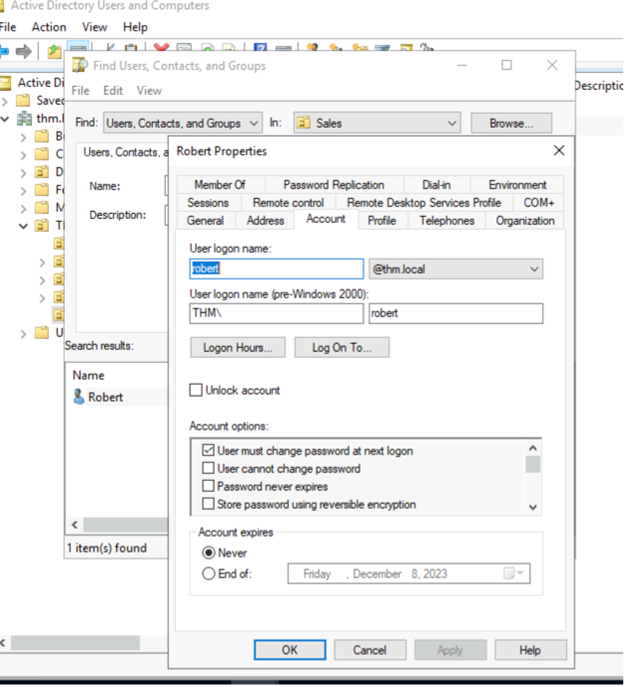 Active Directory Users and Computers
File Action View Help
Active Di
Saved
thm.l
B
C
D
Fo
M
TH
U
Descriptic
Find Users, Contacts, and Groups
File Edit View
Find: Users, Contacts, and Groups In: Sales Browse...
Users, Contacts, a
Name:
Description:
Search results:
Name
Robert
1 item(s) found
Robert Properties
Member Of Password Replication Dial-in Environment
Sessions Remote control Remote Desktop Services Profile COM+
General Address Account Profile Telephones Organization
User logon name:
robert @thm.local
User logon name (pre-Windows 2000):
THM\ robert
Logon Hours... Log On To...
Unlock account
Account options:
User must change password at next logon
User cannot change password
Password never expires
Store password using reversible encryption
Account expires
Never
End of: Friday , December 8, 2023
OK Cancel Apply Help